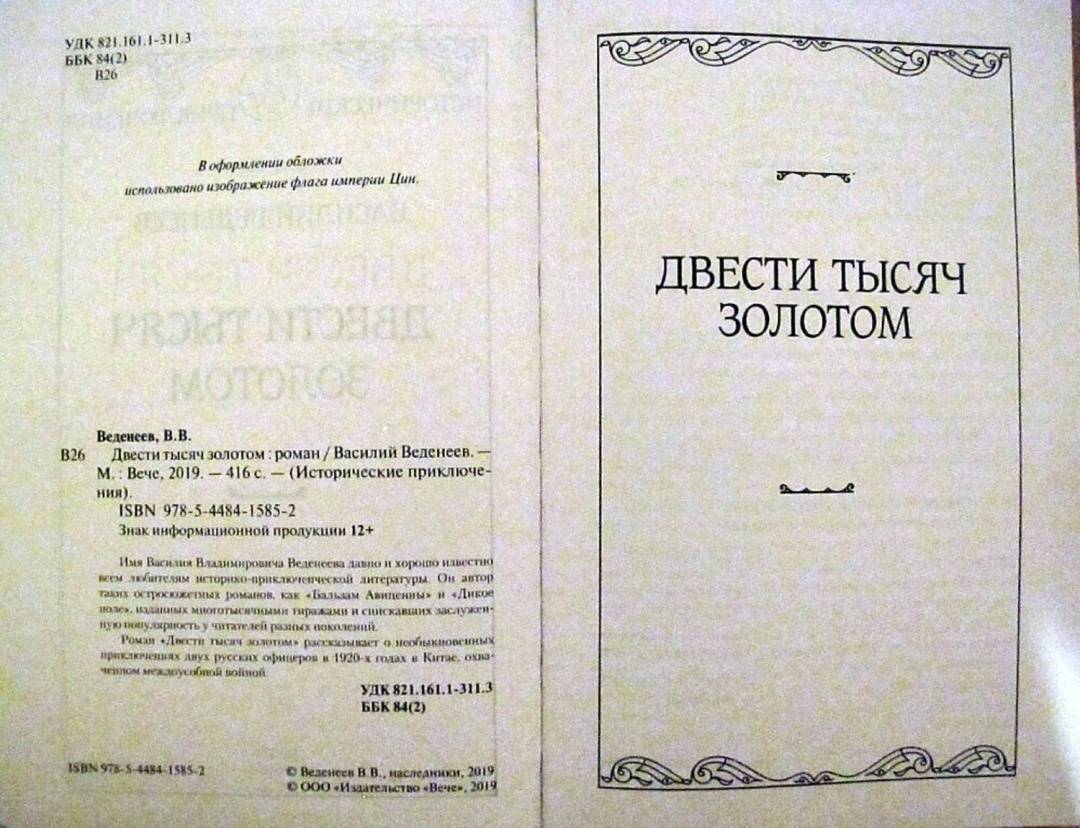 УДК 821.161.1-311.3
ББК 84(2)
В26
В оформлении обложки
использовано изображение флага империи Цин.
Веденеев, В.В.
В26 Двести тысяч золотом : роман / Василий Веденеев. —
М. : Вече, 2019. — 416 с. — (Исторические приключе-
ния).
ISBN 978-5-4484-1585-2
Знак информационной продукции 12+
Имя Василия Владимировича Веденеева давно и хорошо известно
всем любителям историко-приключенческой литературы. Он автор
таких остросюжетных романов, как «Бальзам Авиценны» и «Дикое
поле», изданных многотысячными тиражами и снискавших заслужен-
ную популярность у читателей разных поколений.
Роман «Двести тысяч золотом» рассказывает о необыкновенных
приключениях двух русских офицеров в 1920-х годах в Китае, охва-
ченном междоусобной войной.
УДК 821.161.1-311.3
ББК 84(2)
ISBN 978-5-4484-1585-2
© Веденеев В.В., наследники, 2019
© ООО «Издательство «Вече», 2019
ДВЕСТИ ТЫСЯЧ
ЗОЛОТОМ